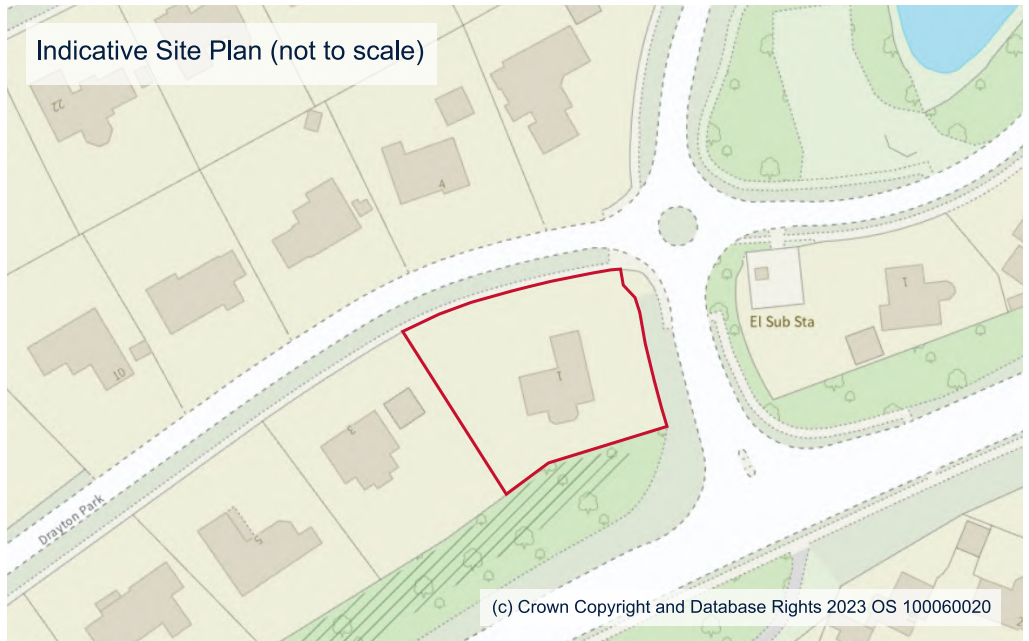 Indicative Site Plan (not to scale)
22
4
1
El Sub Sta
1
10
3
Drayton Park
5
(c) Crown Copyright and Database Rights 2023 OS 100060020